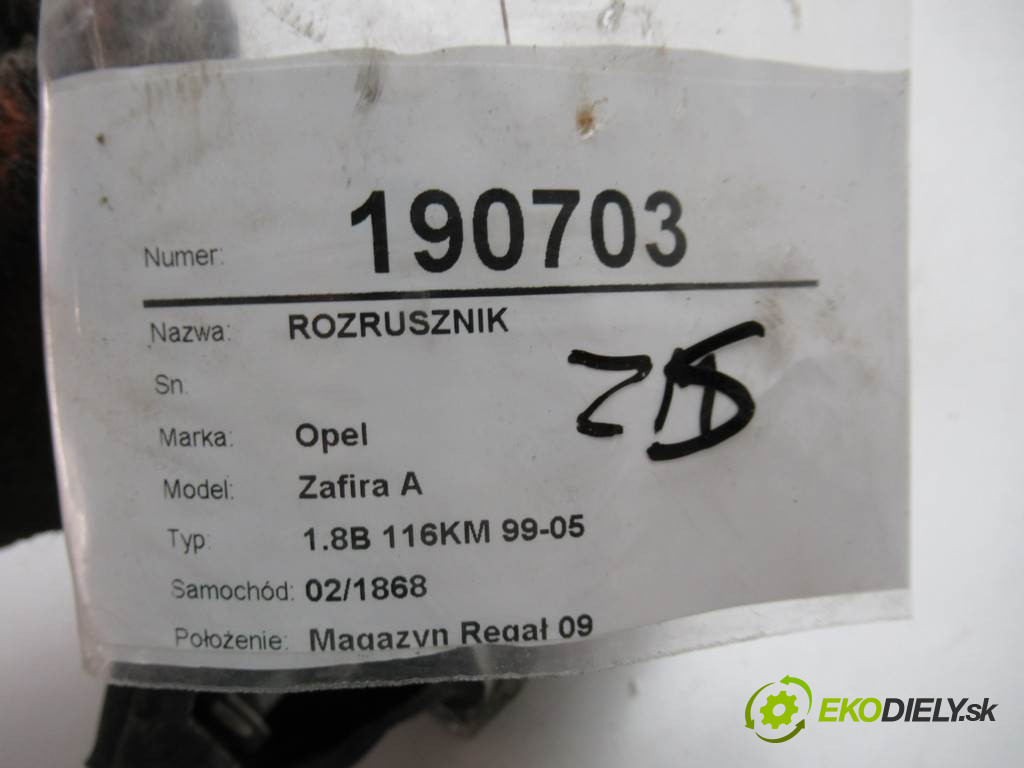 Numer: 190703
Nazwa: ROZRUSZNIK
Sn.
Marka: Opel
Model: Zafira A
Typ: 1.8B 116KM 99-05
Samochód: 02/1868
Położenie: Magazyn Regał 09
EKODIELY.sk